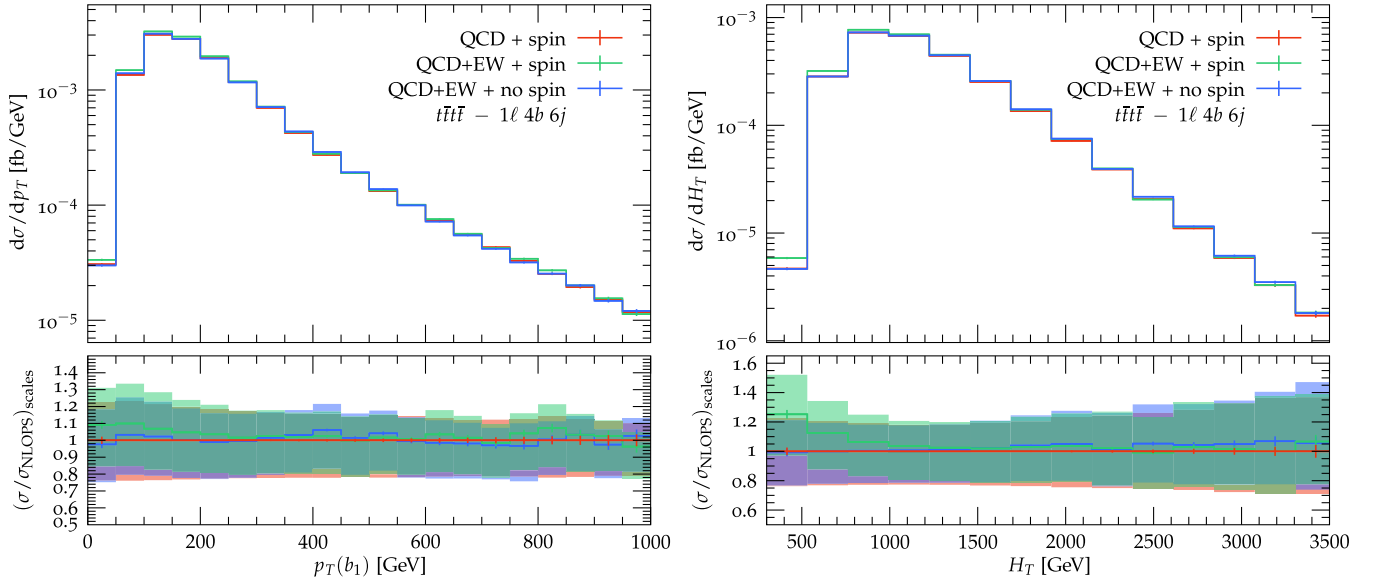 dσ/dp_T [fb/GeV]
10⁻³
10⁻⁴
10⁻⁵
QCD + spin
QCD+EW + spin
QCD+EW + no spin
tt̄tt̄ − 1ℓ 4b 6j
(σ/σ_NLOPS)_scales
1.4
1.3
1.2
1.1
1
0.9
0.8
0.7
0.6
0.5
0 200 400 600 800 1000
p_T(b₁) [GeV]
dσ/dH_T [fb/GeV]
10⁻³
10⁻⁴
10⁻⁵
10⁻⁶
QCD + spin
QCD+EW + spin
QCD+EW + no spin
tt̄tt̄ − 1ℓ 4b 6j
(σ/σ_NLOPS)_scales
1.6
1.4
1.2
1
0.8
0.6
500 1000 1500 2000 2500 3000 3500
H_T [GeV]